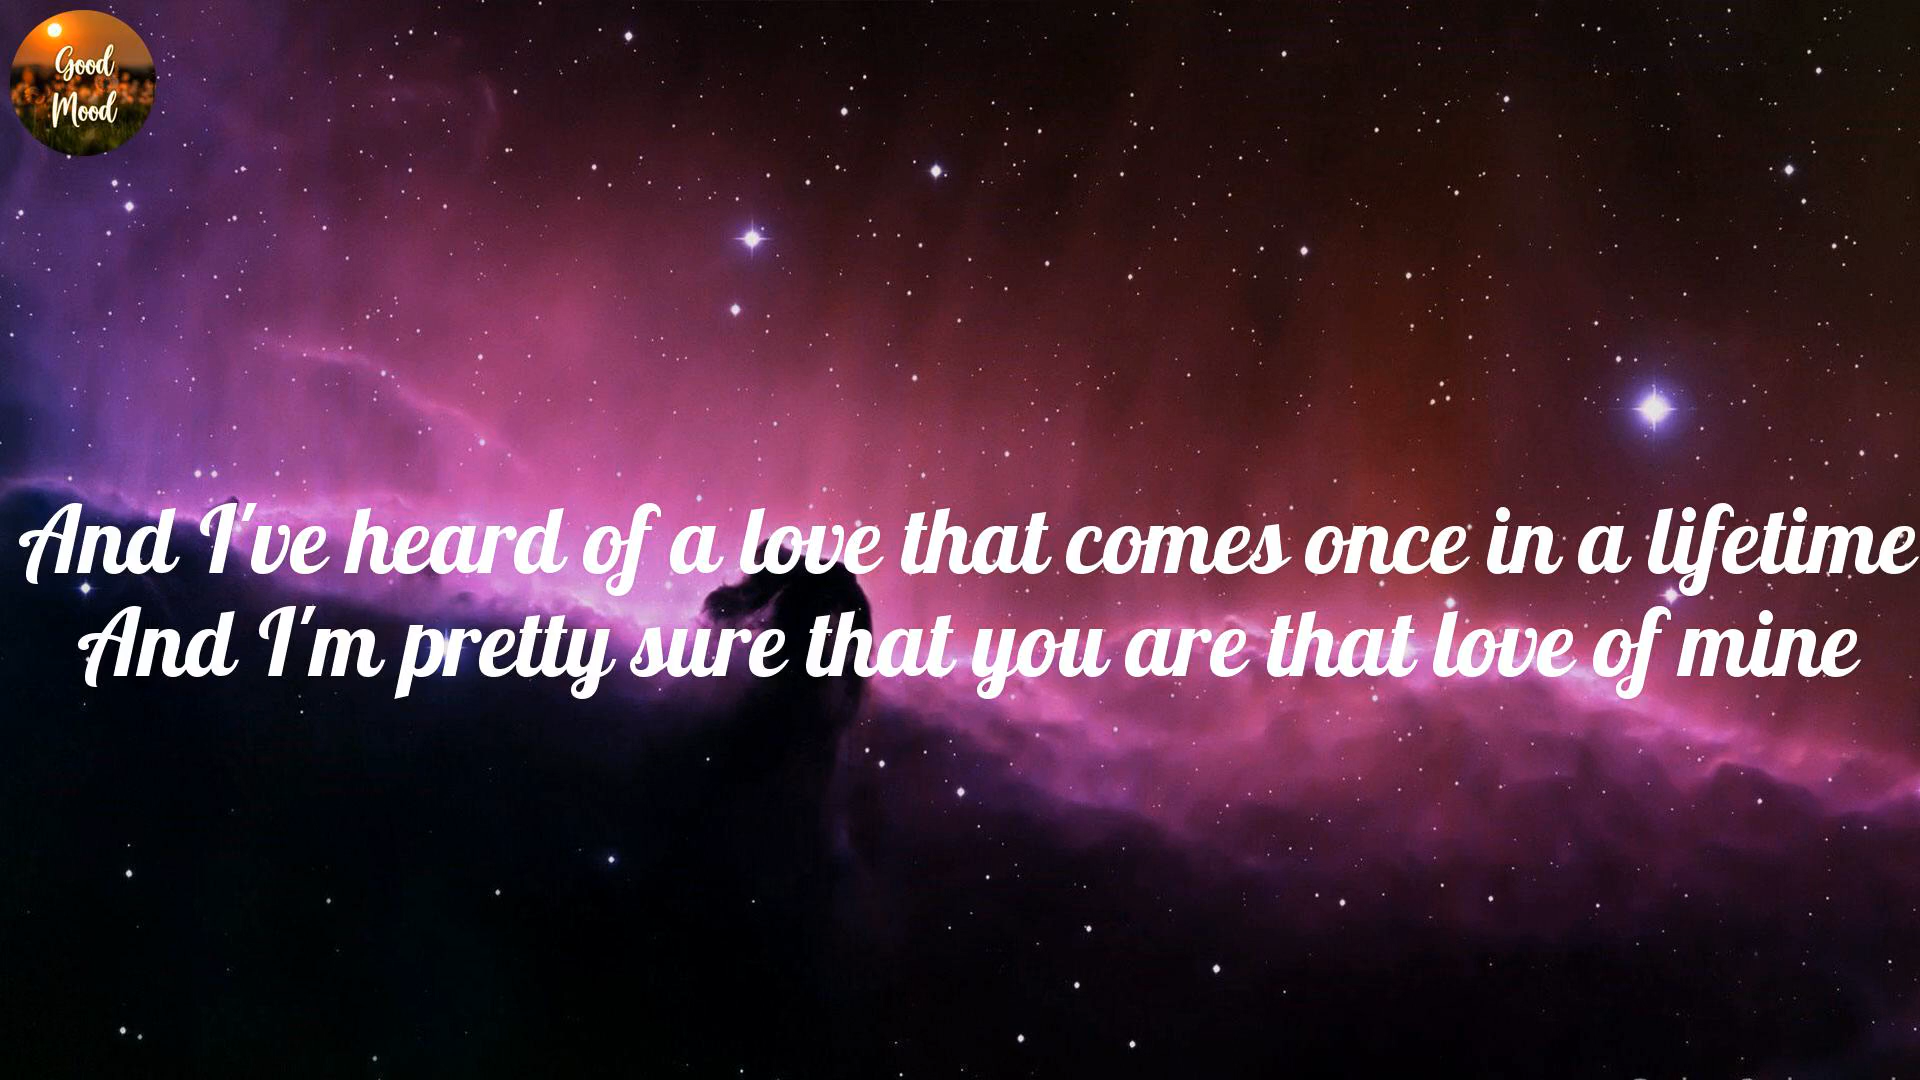 Good
Mood
And I've heard of a love that comes once in a lifetime
And I'm pretty sure that you are that love of mine